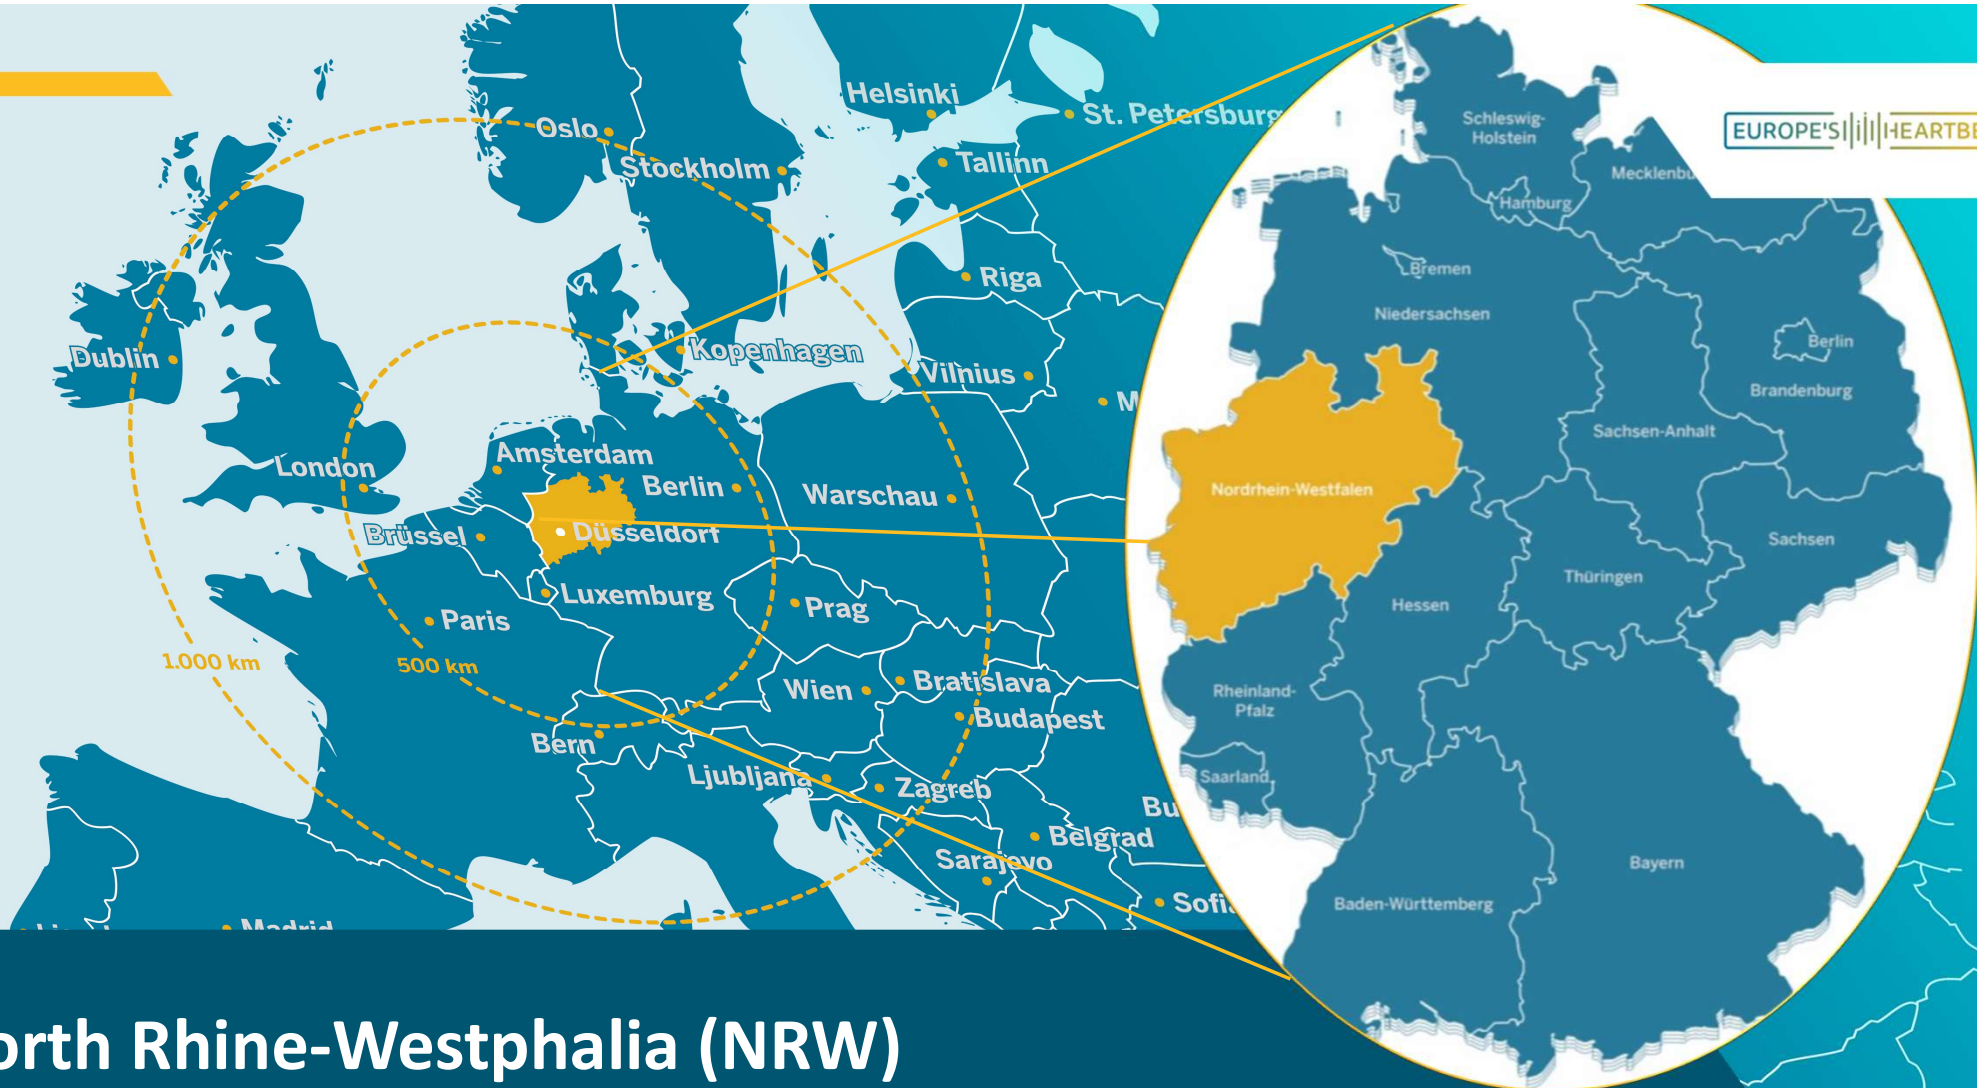 Oslo
Helsinki
St. Petersburg
Stockholm
Tallinn
Riga
Dublin
Kopenhagen
Vilnius
M
London
Amsterdam
Berlin
Warschau
Brüssel
Düsseldorf
Luxemburg
Prag
Paris
1.000 km
500 km
Wien
Bratislava
Budapest
Bern
Ljubljana
Zagreb
Bu
Belgrad
Sarajevo
Sofi
Madrid
EUROPE'S HEARTBE
Schleswig-
Holstein
Mecklenbu
Hamburg
Bremen
Niedersachsen
Berlin
Brandenburg
Sachsen-Anhalt
Nordrhein-Westfalen
Sachsen
Thüringen
Hessen
Rheinland-
Pfalz
Saarland
Bayern
Baden-Württemberg
orth Rhine-Westphalia (NRW)